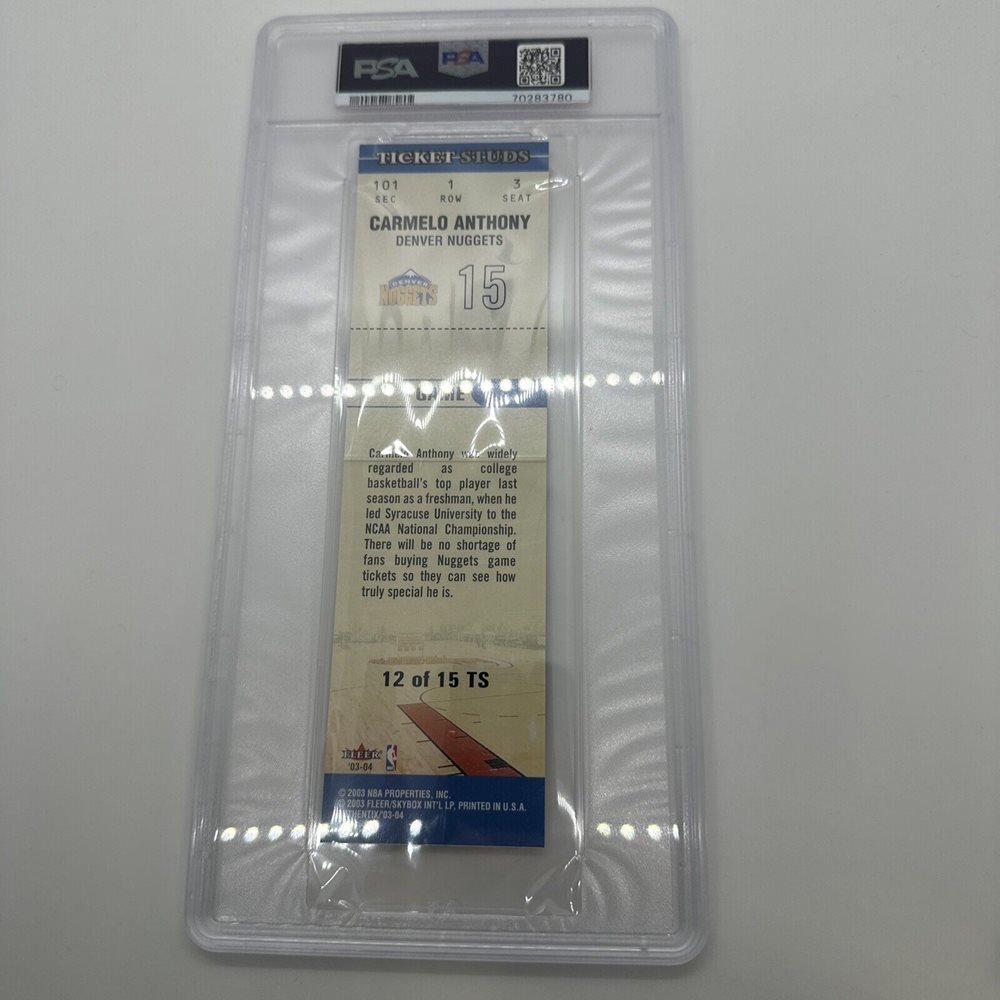 PSA
PSA
70283780
TICKET STUDS
101 1 3
SEC ROW SEAT
CARMELO ANTHONY
DENVER NUGGETS
DENVER
NUGGETS
15
GAME
Carmelo Anthony was widely
regarded as college
basketball's top player last
season as a freshman, when he
led Syracuse University to the
NCAA National Championship.
There will be no shortage of
fans buying Nuggets game
tickets so they can see how
truly special he is.
12 of 15 TS
FLEER
'03-04
© 2003 NBA PROPERTIES, INC.
© 2003 FLEER/SKYBOX INT'L LP, PRINTED IN U.S.A.
THENTIX/'03-04